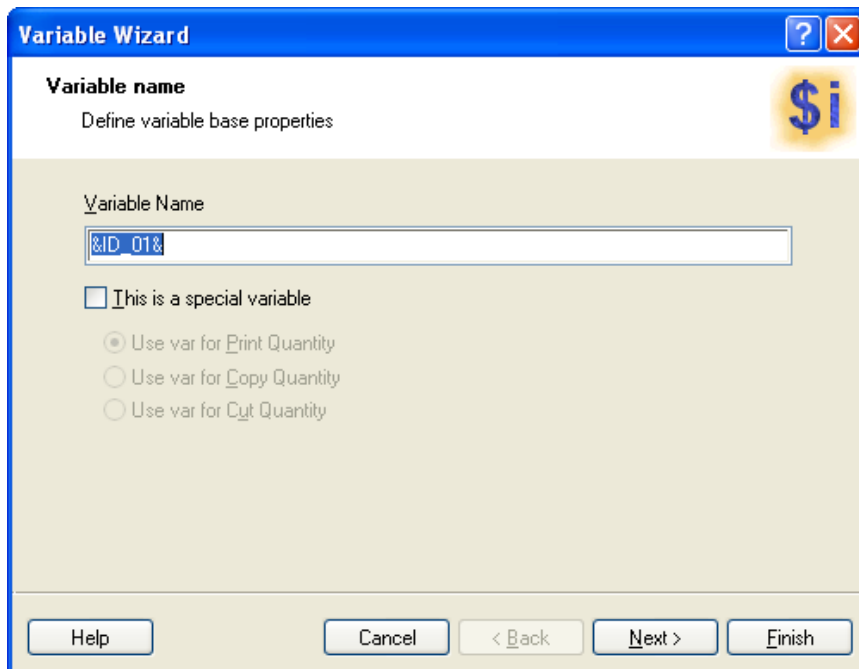 Variable Wizard
Variable name
Define variable base properties
$i
Variable Name
&ID_01&
This is a special variable
Use var for Print Quantity
Use var for Copy Quantity
Use var for Cut Quantity
Help Cancel < Back Next > Finish